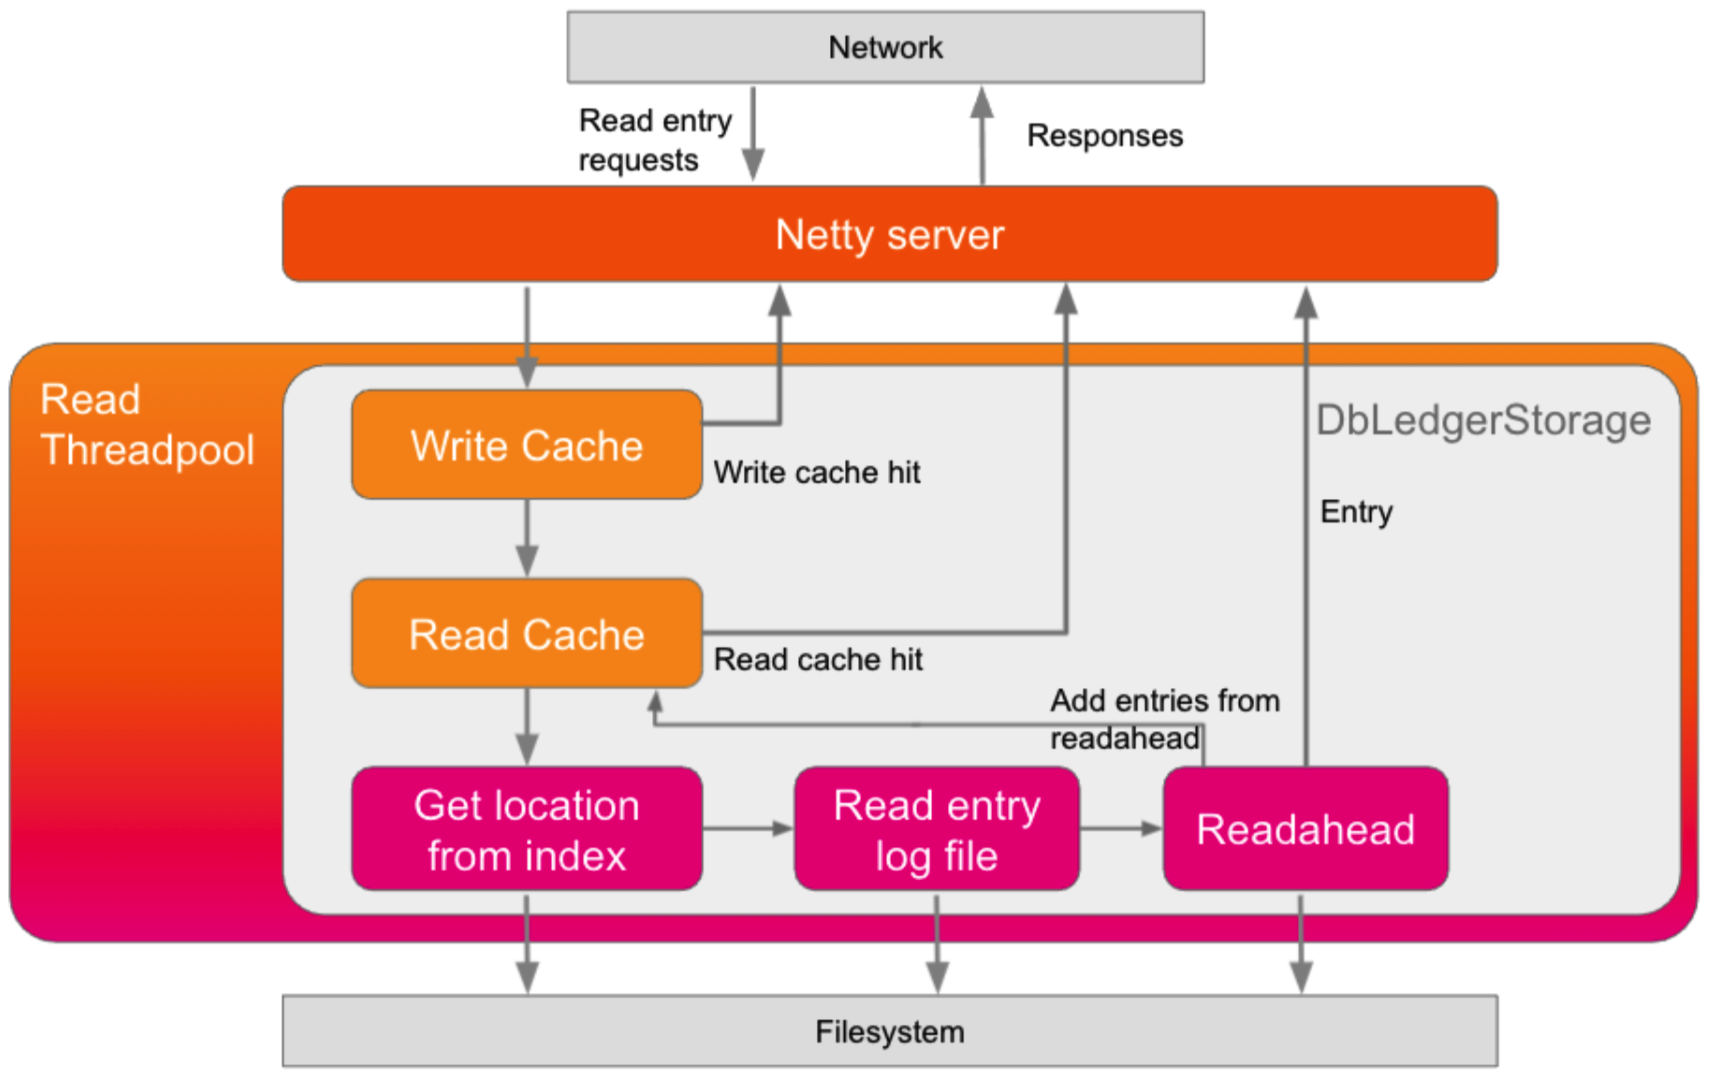 Network
Read entry
requests
Responses
Netty server
Read
Threadpool
DbLedgerStorage
Write Cache
Write cache hit
Entry
Read Cache
Read cache hit
Add entries from
readahead
Get location
from index
Read entry
log file
Readahead
Filesystem